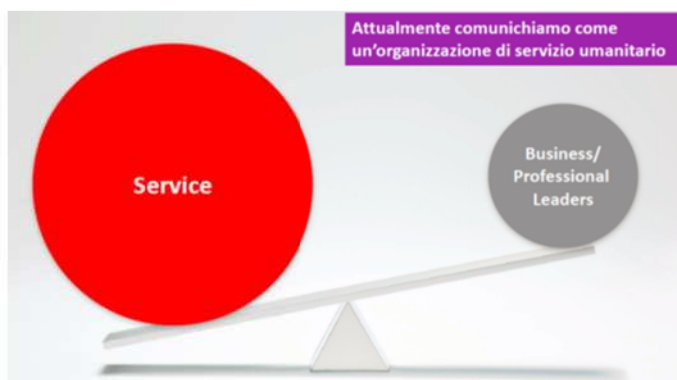 Attualmente comunichiamo come
un’organizzazione di servizio umanitario
Service
Business/
Professional
Leaders